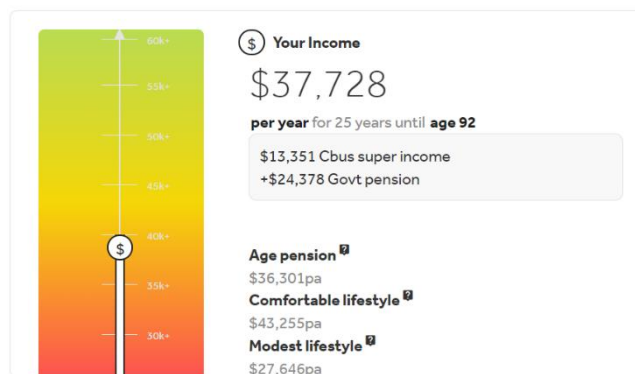 60k+
55k+
50k+
45k+
40k+
$
35k+
30k+
$ Your Income
$37,728
per year for 25 years until age 92
$13,351 Cbus super income
+$24,378 Govt pension
Age pension ?
$36,301pa
Comfortable lifestyle ?
$43,255pa
Modest lifestyle ?
$27,646pa